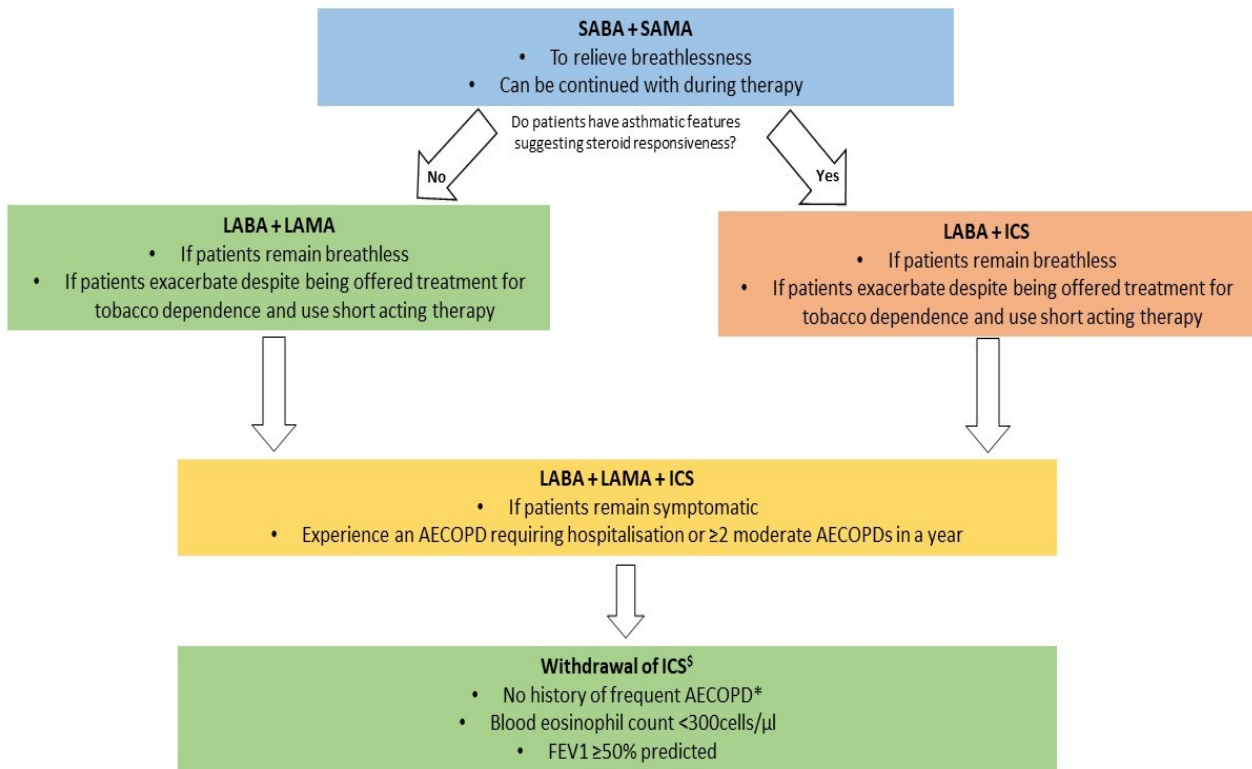 SABA + SAMA
• To relieve breathlessness
• Can be continued with during therapy
Do patients have asthmatic features
suggesting steroid responsiveness?
No
Yes
LABA + LAMA
• If patients remain breathless
• If patients exacerbate despite being offered treatment for
tobacco dependence and use short acting therapy
LABA + ICS
• If patients remain breathless
• If patients exacerbate despite being offered treatment for
tobacco dependence and use short acting therapy
LABA + LAMA + ICS
• If patients remain symptomatic
• Experience an AECOPD requiring hospitalisation or ≥2 moderate AECOPDs in a year
Withdrawal of ICS$
• No history of frequent AECOPD*
• Blood eosinophil count <300cells/µl
• FEV1 ≥50% predicted